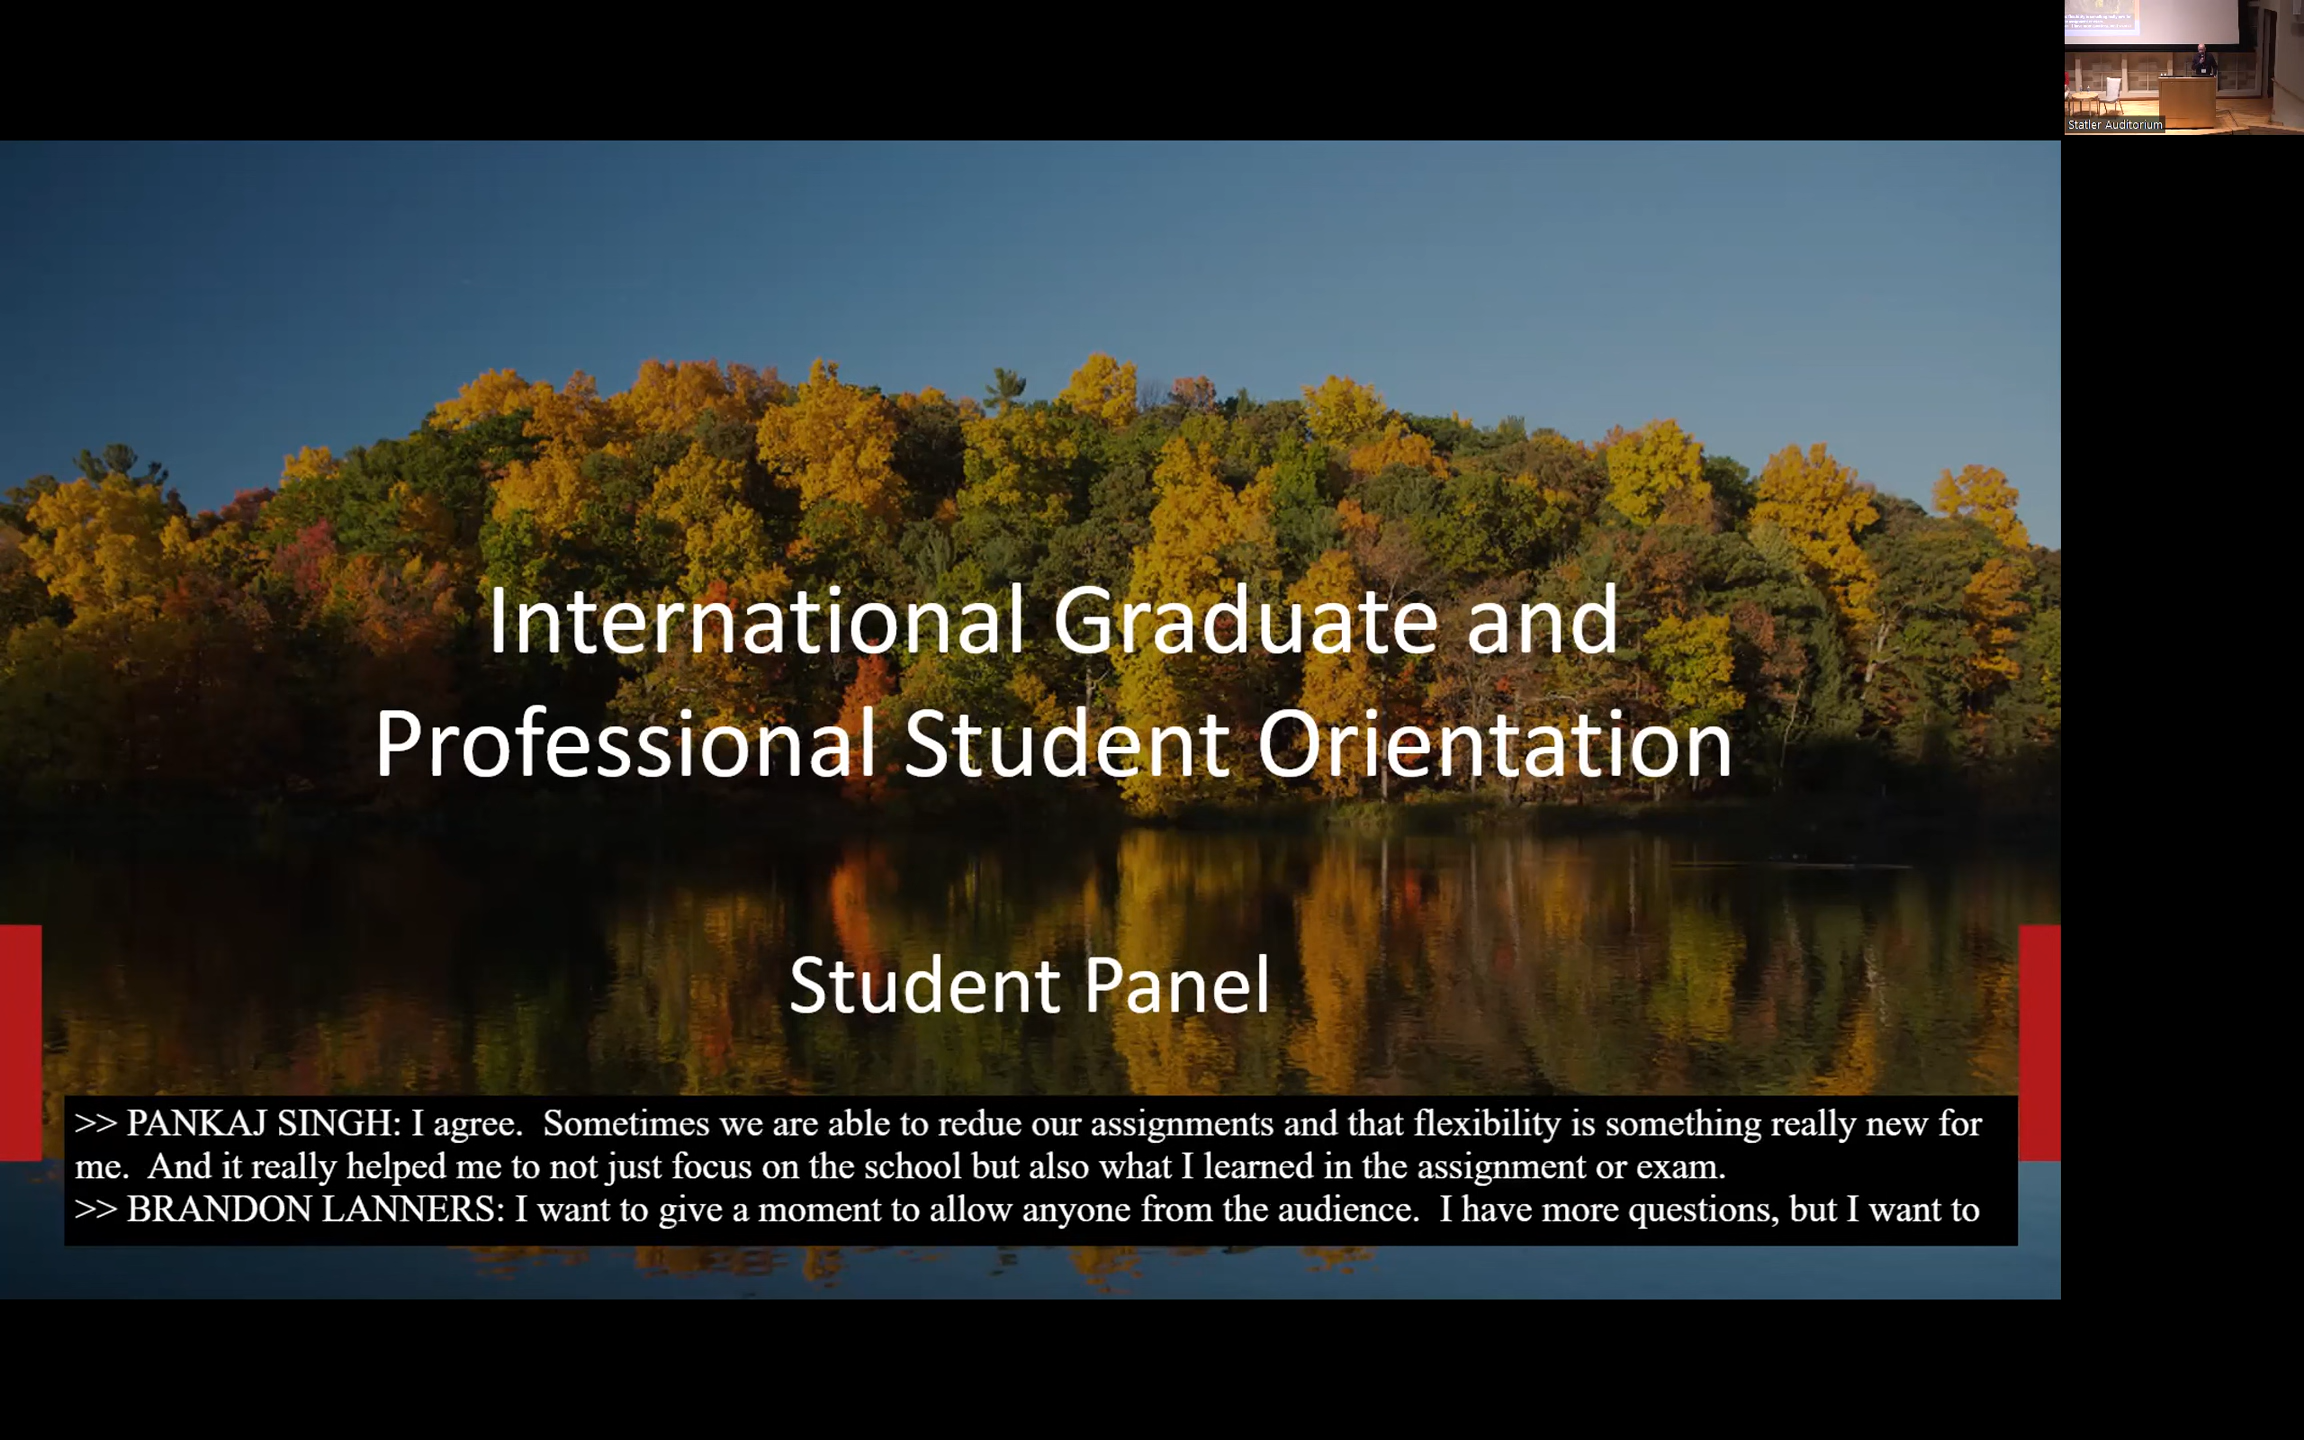 Statler Auditorium
International Graduate and
Professional Student Orientation
Student Panel
>> PANKAJ SINGH: I agree.  Sometimes we are able to redue our assignments and that flexibility is something really new for
me.  And it really helped me to not just focus on the school but also what I learned in the assignment or exam.
>> BRANDON LANNERS: I want to give a moment to allow anyone from the audience.  I have more questions, but I want to